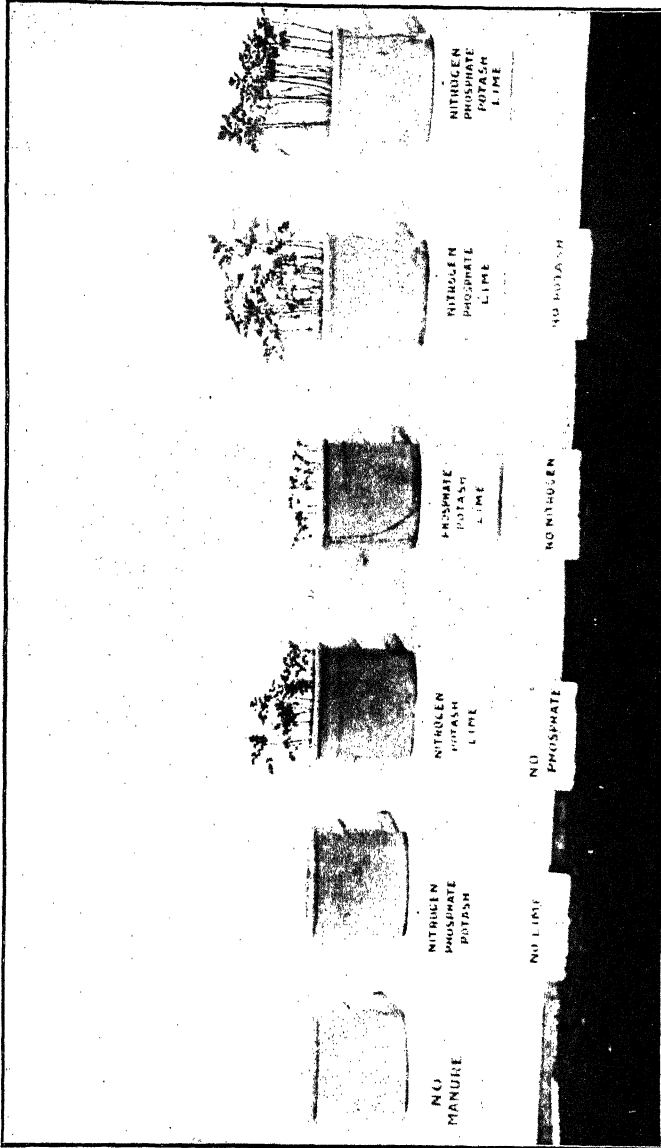 NO
MANURE
NITROGEN
PHOSPHATE
POTASH
NO LIME
NITROGEN
POTASH
LIME
NO
PHOSPHATE
PHOSPHATE
POTASH
LIME
NO NITROGEN
NITROGEN
PHOSPHATE
LIME
NO POTASH
NITROGEN
PHOSPHATE
POTASH
LIME